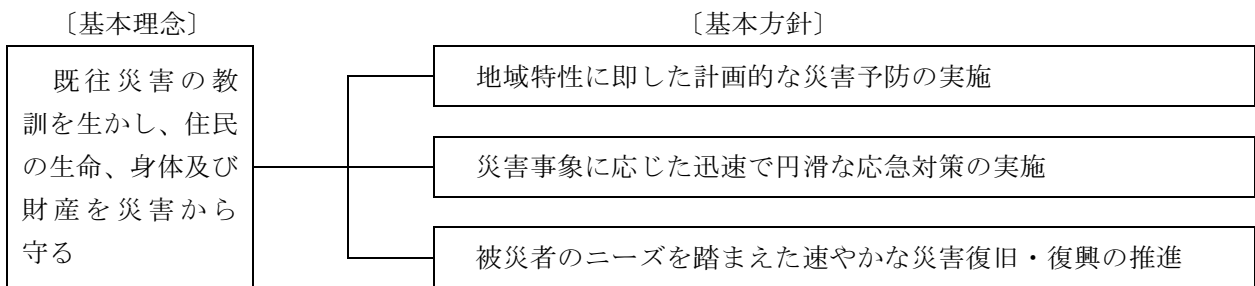 〔基本理念〕
〔基本方針〕
既往災害の教
訓を生かし、住民
の生命、身体及び
財産を災害から
守る
地域特性に即した計画的な災害予防の実施
災害事象に応じた迅速で円滑な応急対策の実施
被災者のニーズを踏まえた速やかな災害復旧・復興の推進